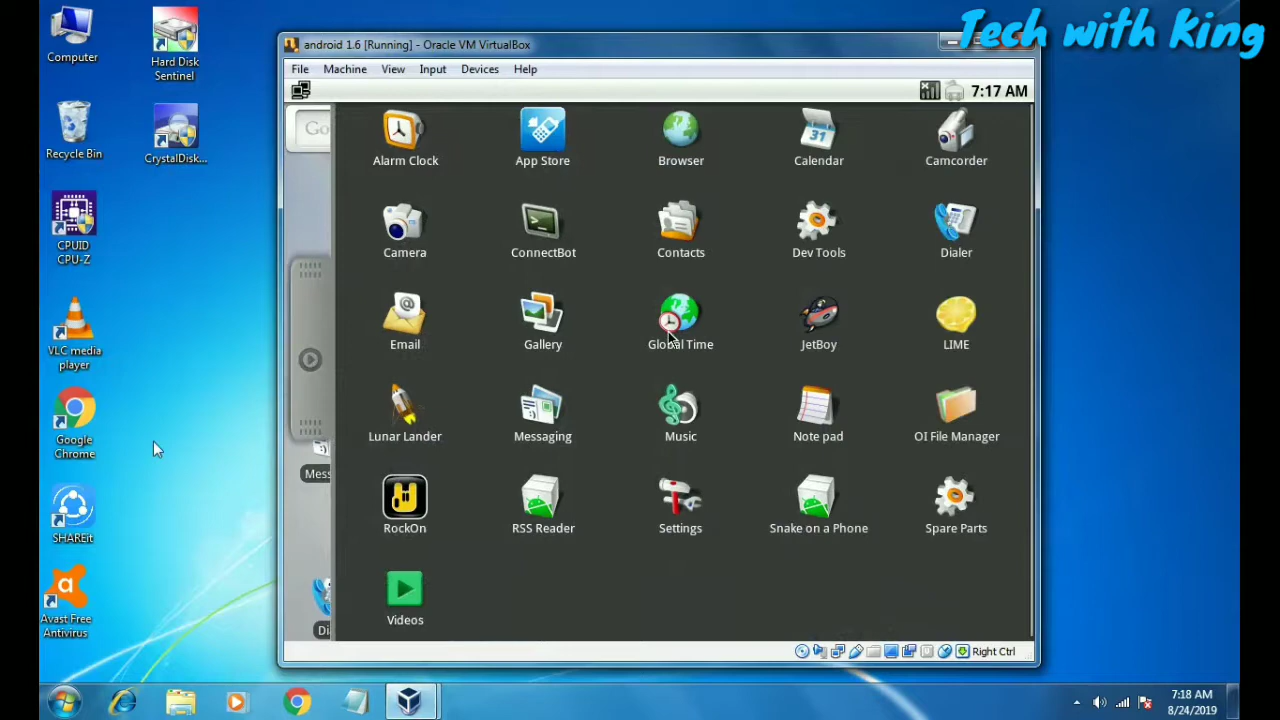 Tech with King
Computer
Hard Disk
Sentinel
Recycle Bin
CrystalDisk...
CPUID
CPU-Z
VLC media
player
Google
Chrome
SHAREit
Avast Free
Antivirus
android 1.6 [Running] - Oracle VM VirtualBox
File Machine View Input Devices Help
7:17 AM
Go
Alarm Clock App Store Browser Calendar Camcorder
31
Camera ConnectBot Contacts Dev Tools Dialer
Email Gallery Global Time JetBoy LIME
Lunar Lander Messaging Music Note pad OI File Manager
Mess
RockOn RSS Reader Settings Snake on a Phone Spare Parts
Di
Videos
Right Ctrl
7:18 AM
8/24/2019